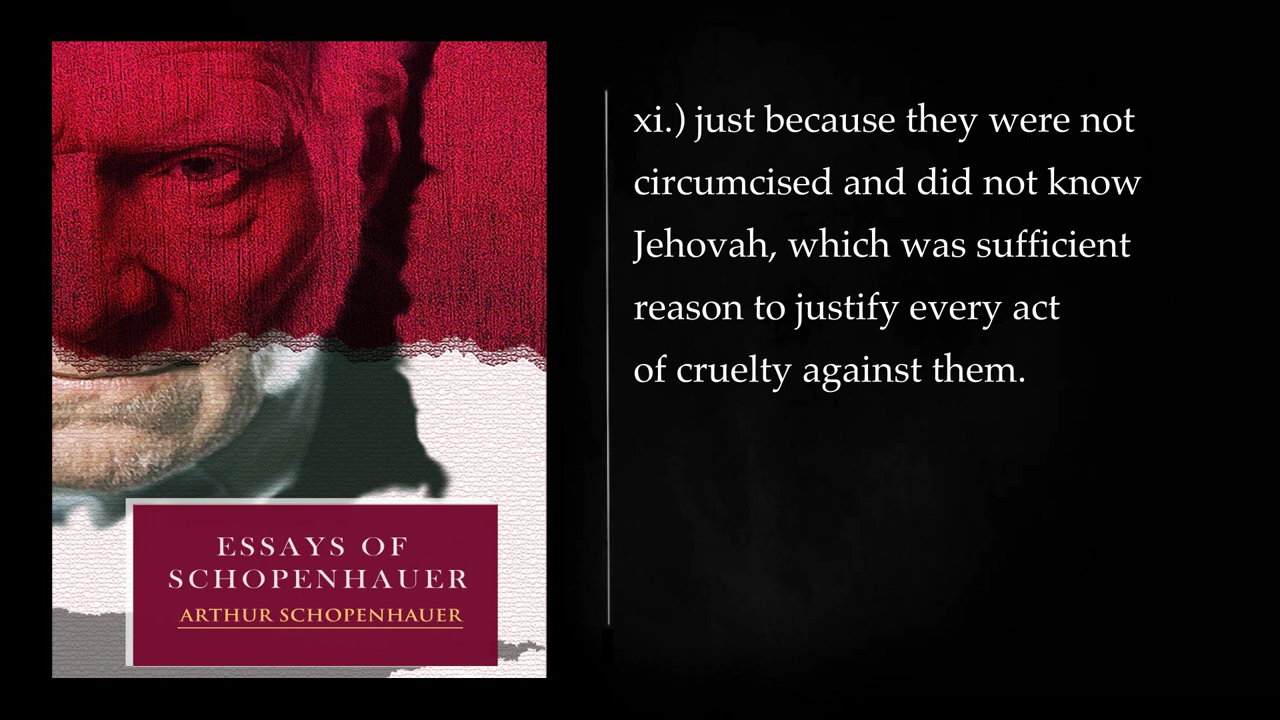 ESSAYS OF
SCHOPENHAUER
ARTHUR SCHOPENHAUER
xi.) just because they were not
circumcised and did not know
Jehovah, which was sufficient
reason to justify every act
of cruelty against them.